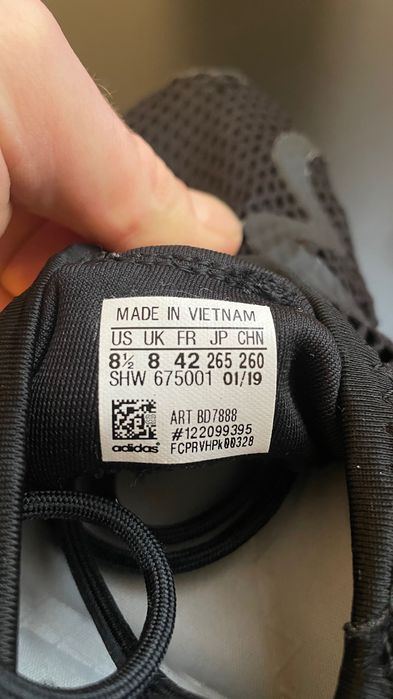 MADE IN VIETNAM
US UK FR JP CHN
8½ 8 42 265 260
SHW 675001 01/19
ART BD7888
#122099395
adidas FCPRVHPk00328